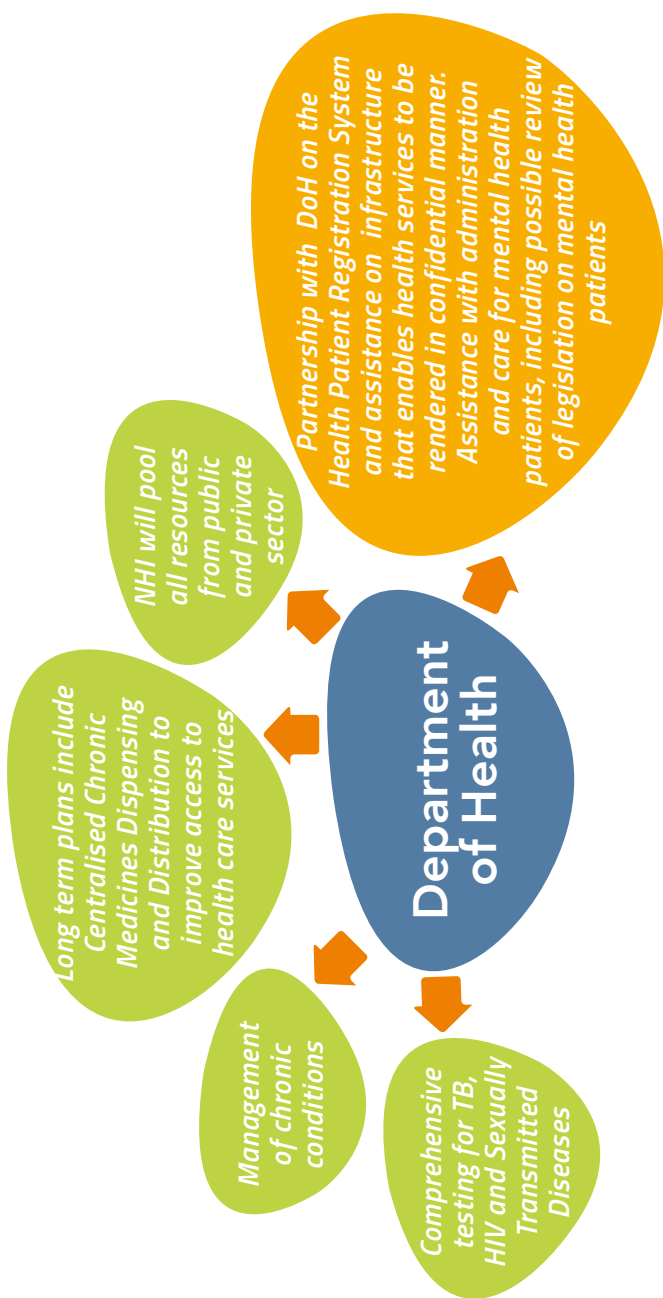 Comprehensive
testing for TB,
HIV and Sexually
Transmitted
Diseases
Management
of chronic
conditions
Long term plans include
Centralised Chronic
Medicines Dispensing
and Distribution to
improve access to
health care services
NHI will pool
all resources
from public
and private
sector
Partnership with DoH on the
Health Patient Registration System
and assistance on infrastructure
that enables health services to be
rendered in confidential manner.
Assistance with administration
and care for mental health
patients, including possible review
of legislation on mental health
patients
Department
of Health